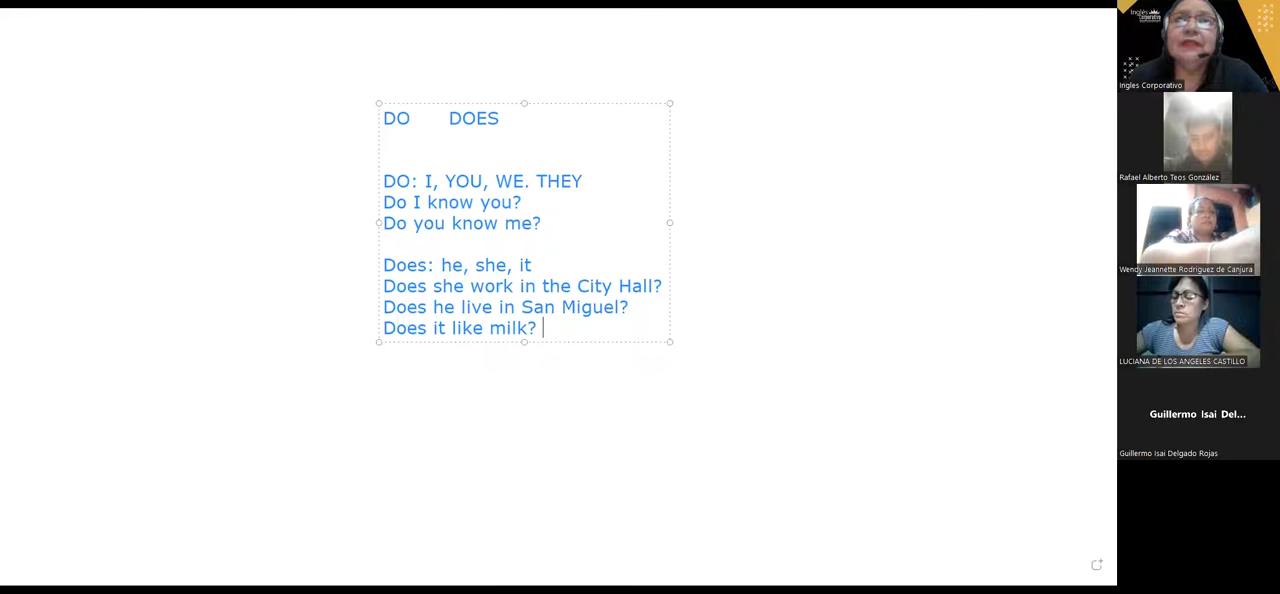 DO DOES
DO: I, YOU, WE. THEY
Do I know you?
Do you know me?
Does: he, she, it
Does she work in the City Hall?
Does he live in San Miguel?
Does it like milk?
Inglés
Corporativo
Ingles Corporativo
Rafael Alberto Teos González
Wendy Jeannette Rodriguez de Canjura
LUCIANA DE LOS ANGELES CASTILLO
Guillermo Isai Del...
Guillermo Isai Delgado Rojas